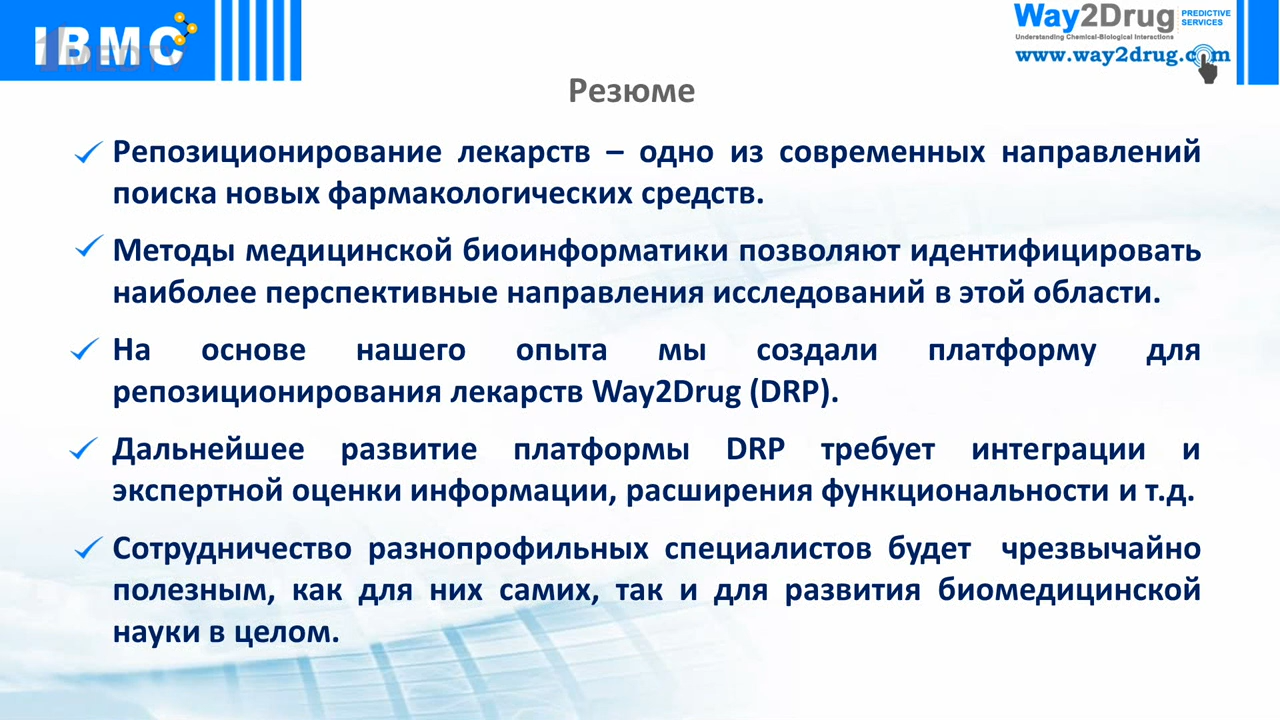 IBMC
1MEDTV
Way2Drug PREDICTIVE SERVICES
Understanding Chemical-Biological Interactions
www.way2drug.com
Резюме
Репозиционирование лекарств – одно из современных направлений
поиска новых фармакологических средств.
Методы медицинской биоинформатики позволяют идентифицировать
наиболее перспективные направления исследований в этой области.
На основе нашего опыта мы создали платформу для
репозиционирования лекарств Way2Drug (DRP).
Дальнейшее развитие платформы DRP требует интеграции и
экспертной оценки информации, расширения функциональности и т.д.
Сотрудничество разнопрофильных специалистов будет чрезвычайно
полезным, как для них самих, так и для развития биомедицинской
науки в целом.